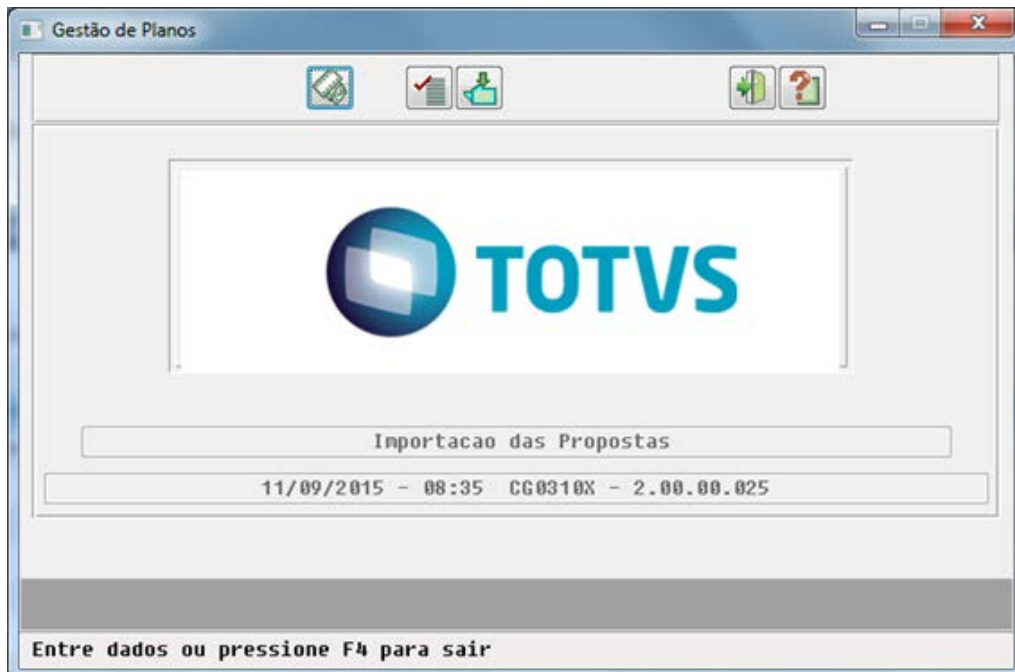 Gestão de Planos
TOTVS
Importacao das Propostas
11/09/2015 - 08:35 CG0310X - 2.00.00.025
Entre dados ou pressione F4 para sair